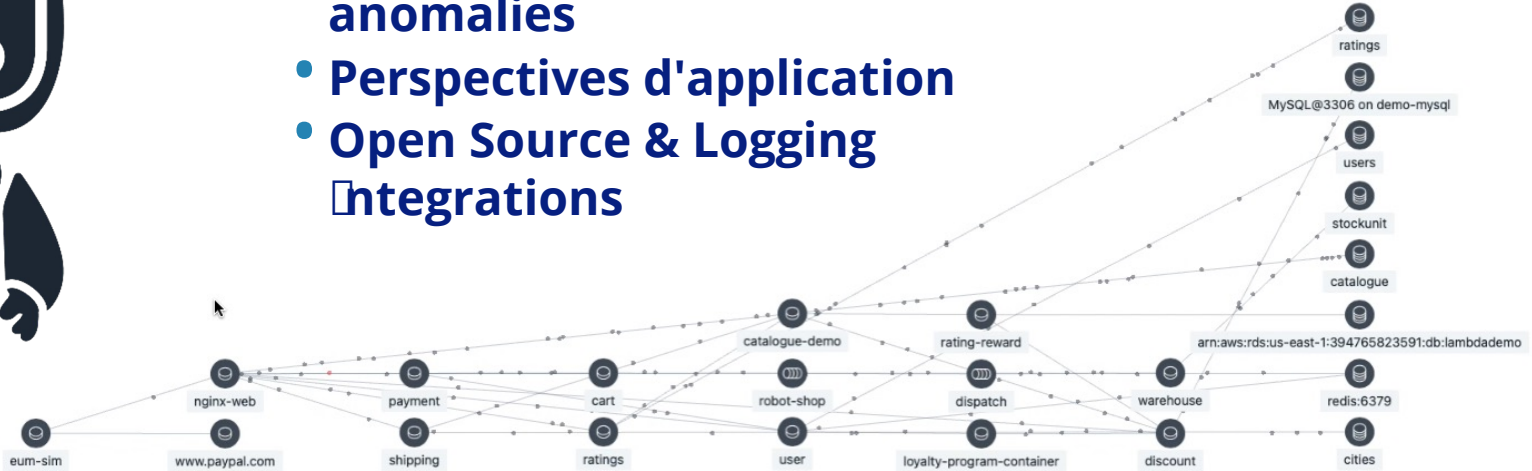 anomalies
Perspectives d'application
Open Source & Logging
ntegrations
ratings
MySQL@3306 on demo-mysql
users
stockunit
catalogue
catalogue-demo
rating-reward
arn:aws:rds:us-east-1:394765823591:db:lambdademo
nginx-web
payment
cart
robot-shop
dispatch
warehouse
redis:6379
eum-sim
www.paypal.com
shipping
ratings
user
loyalty-program-container
discount
cities